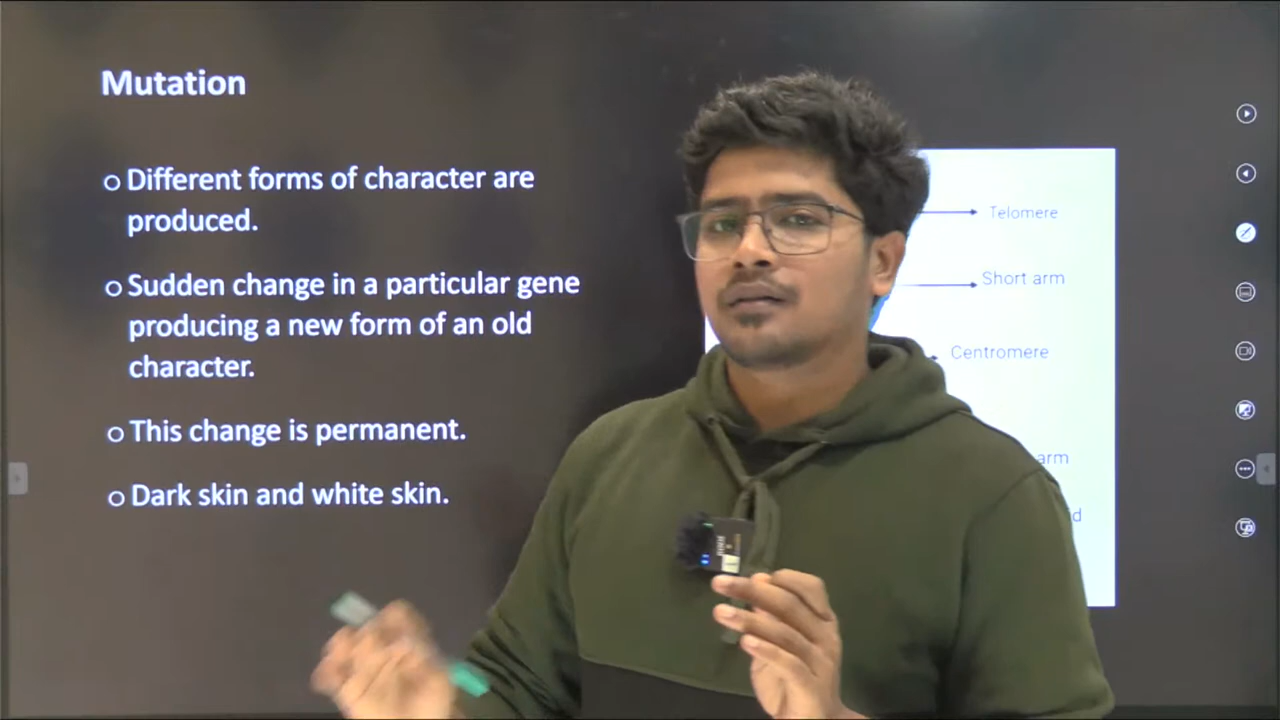 Mutation
○ Different forms of character are
produced.
○ Sudden change in a particular gene
producing a new form of an old
character.
○ This change is permanent.
○ Dark skin and white skin.
Telomere
Short arm
Centromere
arm